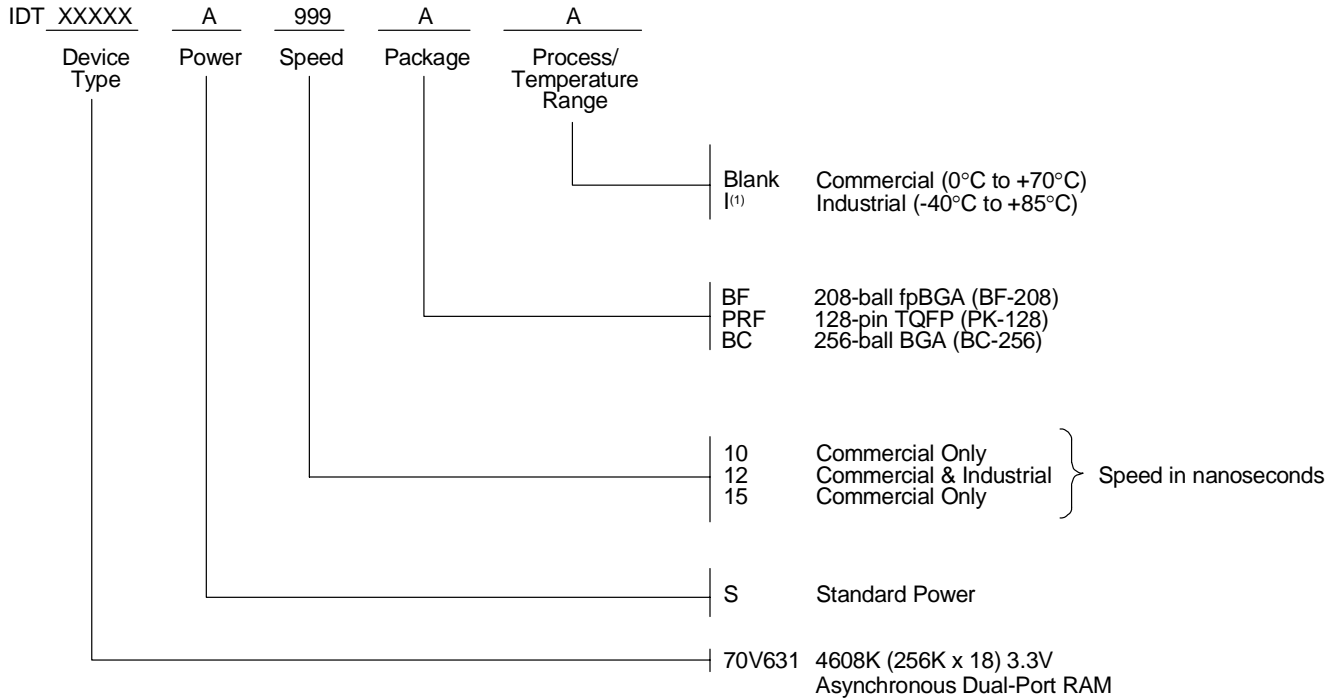 IDT XXXXX A 999 A A
Device Type Power Speed Package Process/ Temperature Range
Blank Commercial (0°C to +70°C)
I(1) Industrial (-40°C to +85°C)
BF 208-ball fpBGA (BF-208)
PRF 128-pin TQFP (PK-128)
BC 256-ball BGA (BC-256)
10 Commercial Only
12 Commercial & Industrial Speed in nanoseconds
15 Commercial Only
S Standard Power
70V631 4608K (256K x 18) 3.3V
Asynchronous Dual-Port RAM